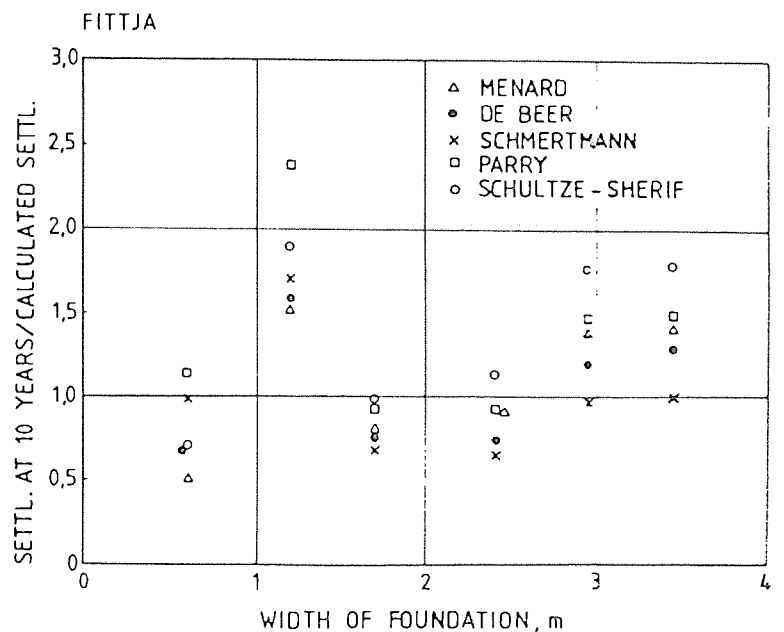 FITTJA
3,0
2,5
2,0
1,5
1,0
0,5
0
SETTL. AT 10 YEARS/CALCULATED SETTL.
MENARD
DE BEER
SCHMERTMANN
PARRY
SCHULTZE-SHERIF
0 1 2 3 4
WIDTH OF FOUNDATION, m